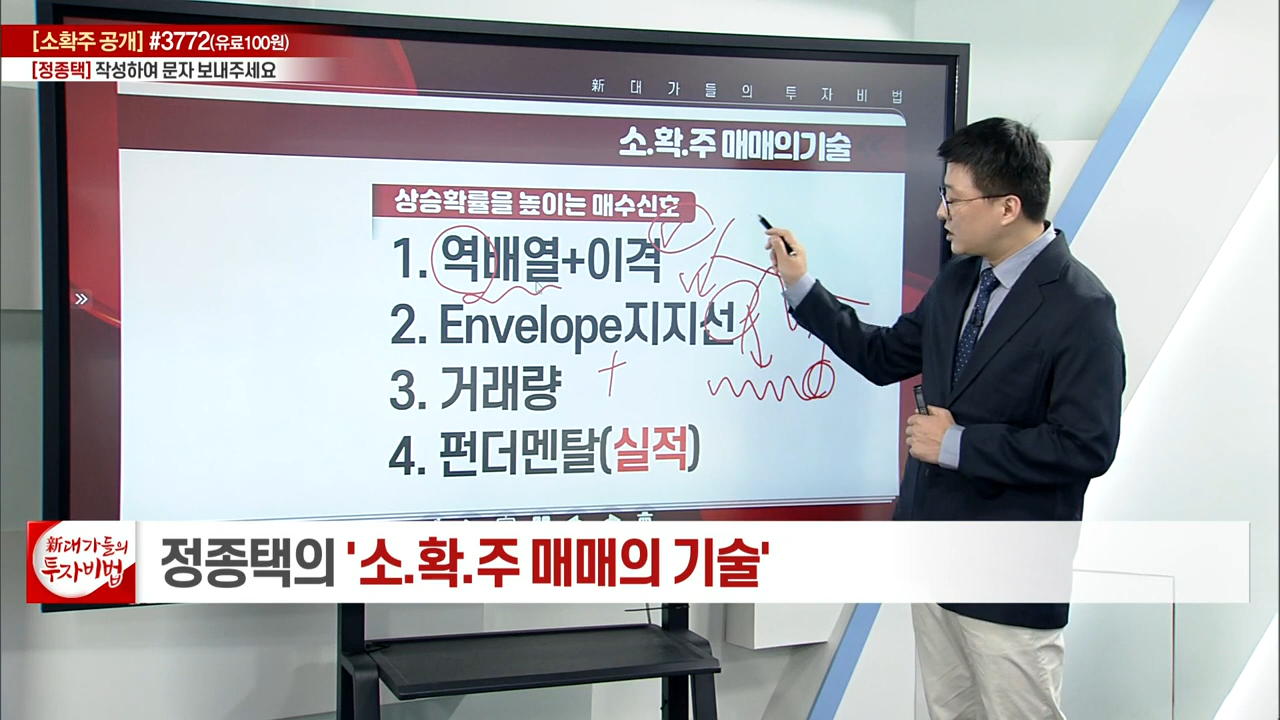 [소확주 공개] #3772(유료100원)
[정종택] 작성하여 문자 보내주세요
新 대 가 들 의 투 자 비 법
소.확.주 매매의기술
상승확률을 높이는 매수신호
1. 역배열+이격
2. Envelope지지선
3. 거래량
4. 펀더멘탈(실적)
新대가들의
투자비법
정종택의 '소.확.주 매매의 기술'